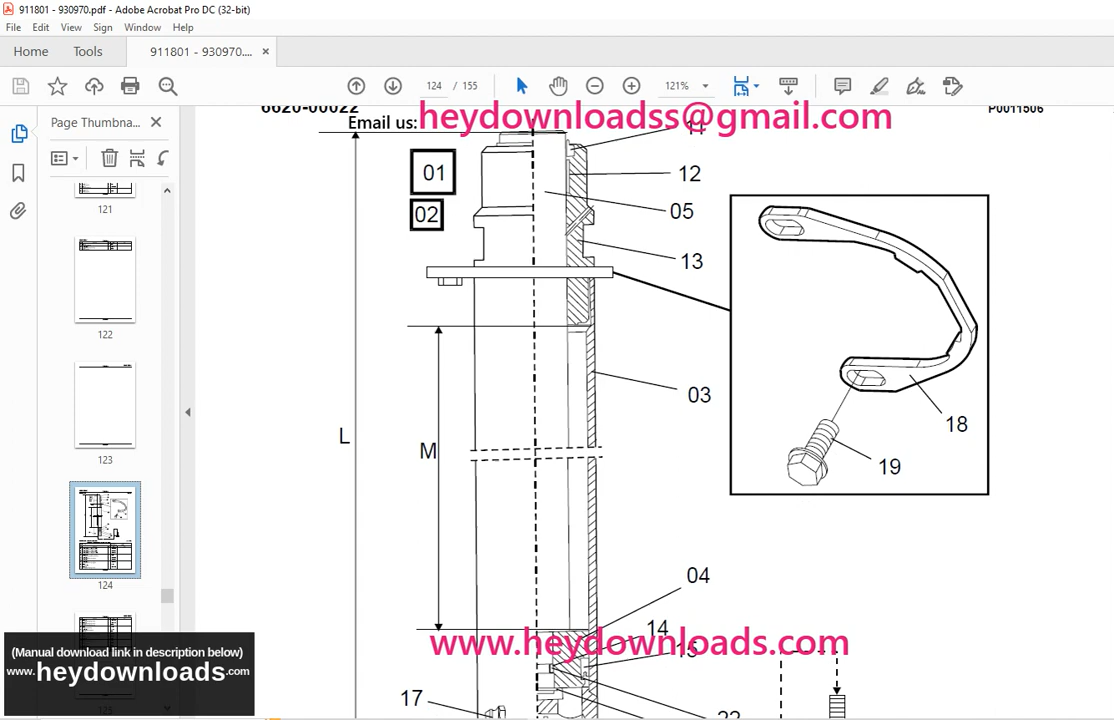 911801 - 930970.pdf - Adobe Acrobat Pro DC (32-bit)
File Edit View Sign Window Help
Home Tools 911801 - 930970.... ×
124 / 155 121%
6620-00022 P0011506
Email us: heydownloadss@gmail.com
Page Thumbna...
11
01
12
02
05
13
03
18
19
L
M
04
14
15
www.heydownloads.com
17
22
121
122
123
124
125
(Manual download link in description below)
www.heydownloads.com